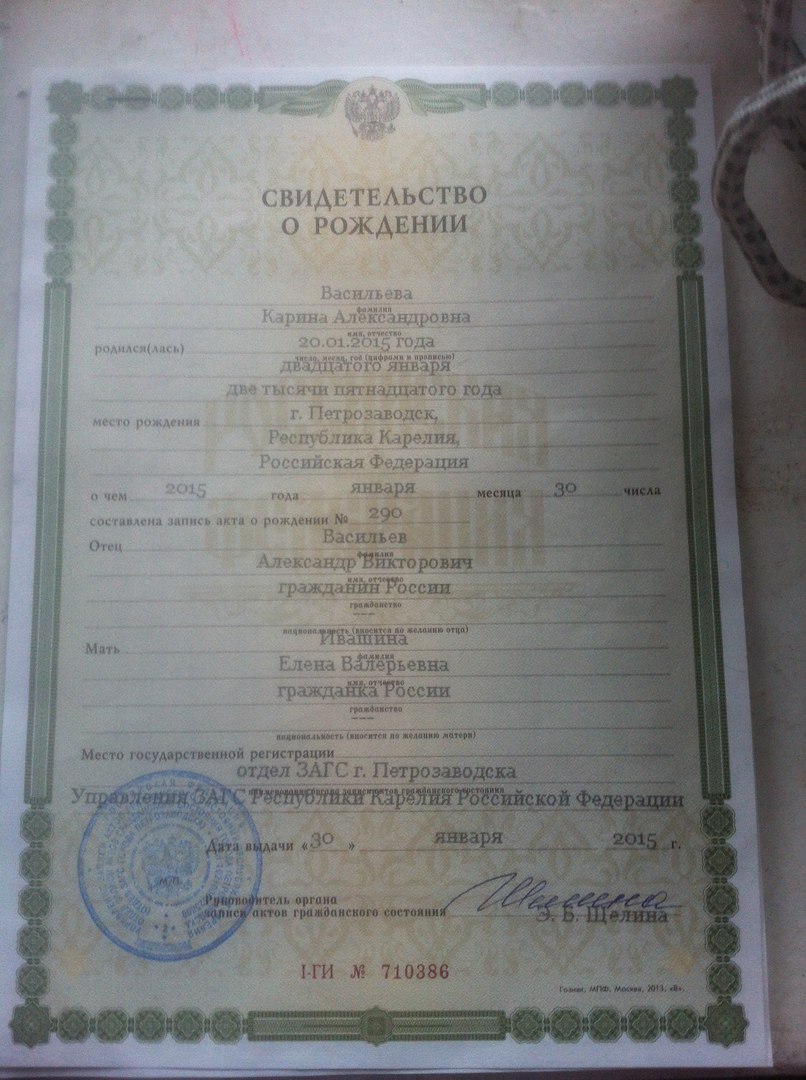 СВИДЕТЕЛЬСТВО
О РОЖДЕНИИ
Васильева
фамилия
Карина Александровна
имя, отчество
родился(лась) 20.01.2015 года
число, месяц, год (цифрами и прописью)
двадцатого января
две тысячи пятнадцатого года
место рождения г. Петрозаводск,
Республика Карелия,
Российская Федерация
о чем 2015 года января месяца 30 числа
составлена запись акта о рождении № 290
Отец Васильев
фамилия
Александр Викторович
имя, отчество
гражданин России
гражданство
---
национальность (вносится по желанию отца)
Мать Ивашина
фамилия
Елена Валерьевна
имя, отчество
гражданка России
гражданство
---
национальность (вносится по желанию матери)
Место государственной регистрации
отдел ЗАГС г. Петрозаводска
наименование органа записи актов гражданского состояния
Управления ЗАГС Республики Карелия Российской Федерации
Дата выдачи «30» января 2015 г.
М.П.
Руководитель органа
записи актов гражданского состояния Э. Б. Щелина
I-ГИ № 710386
Гознак, МПФ, Москва, 2013, «В».